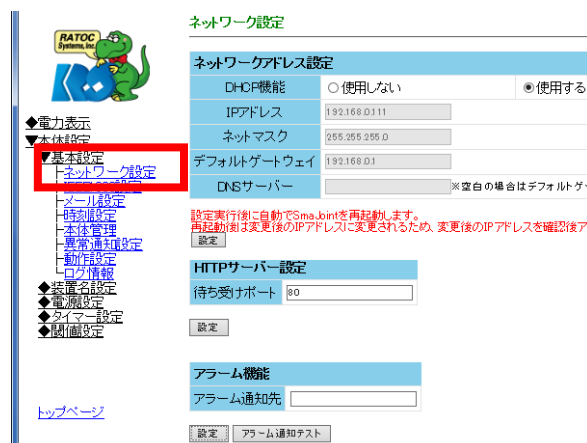 RATOC
Systems, Inc.
◆電力表示
▼本体設定
▼基本設定
ネットワーク設定
メール設定
時刻設定
本体管理
異常通知設定
動作設定
ログ情報
◆装置名設定
◆電源設定
◆タイマー設定
◆閾値設定
トップページ
ネットワーク設定
ネットワークアドレス設定
DHCP機能 ○使用しない ◉使用する
IPアドレス 192.168.0.111
ネットマスク 255.255.255.0
デフォルトゲートウェイ 192.168.0.1
DNSサーバー ※空白の場合はデフォルトゲ
設定実行後に自動でSmaJointを再起動します。
再起動後は変更後のIPアドレスに変更されるため、変更後のIPアドレスを確認後ア
設定
HTTPサーバー設定
待ち受けポート 80
設定
アラーム機能
アラーム通知先
設定 アラーム通知テスト